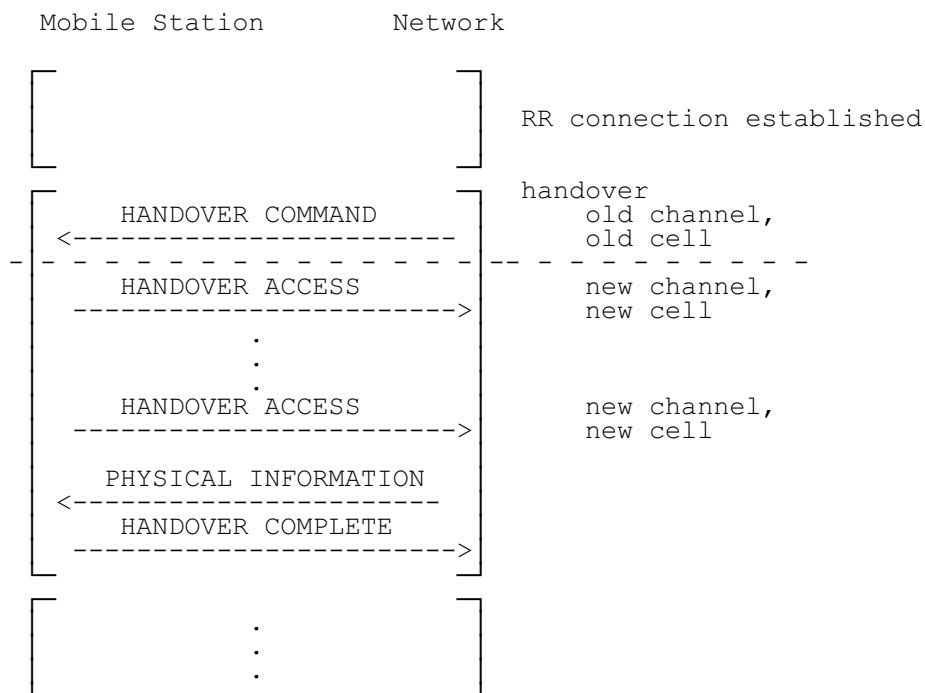 Mobile Station Network
RR connection established
handover
HANDOVER COMMAND old channel,
old cell
HANDOVER ACCESS new channel,
new cell
.
.
.
HANDOVER ACCESS new channel,
new cell
PHYSICAL INFORMATION
HANDOVER COMPLETE
.
.
.